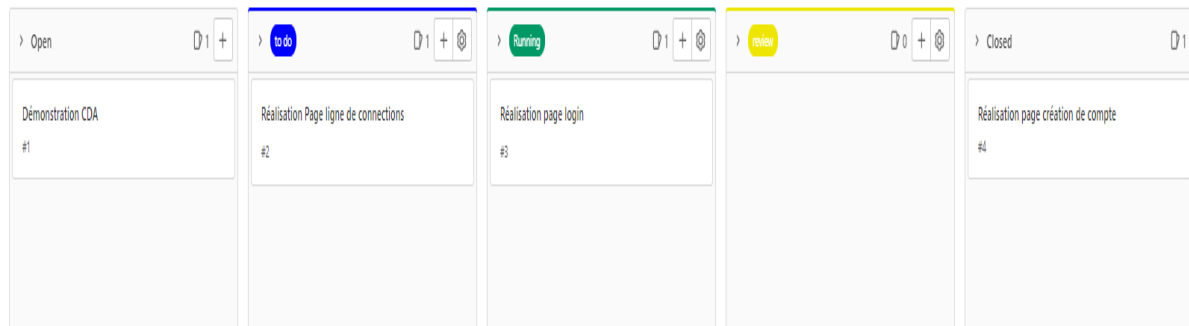 Open 1
to do 1
Running 1
review 0
Closed 1
Démonstration CDA
#1
Réalisation Page ligne de connections
#2
Réalisation page login
#3
Réalisation page création de compte
#4